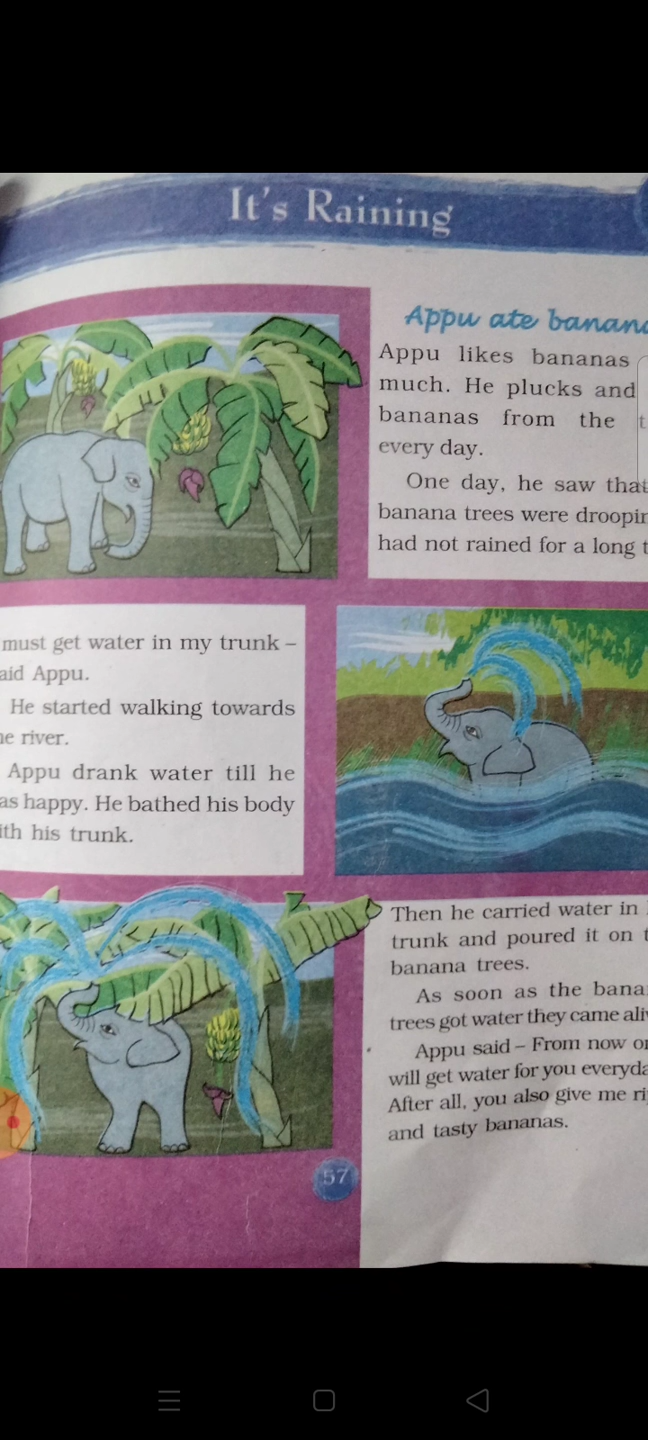 It's Raining
Appu ate
Appu likes bananas
much. He plucks and
bananas from the
every day.
One day, he saw that
banana trees were
had not rained for a long
must get water in my trunk –
Appu.
He started walking towards
river.
Appu drank water till he
happy. He bathed his body
his trunk.
Then he carried water in
trunk and poured it on
banana trees.
As soon as the
trees got water they came
Appu said – From now
will get water for you
After all, you also give me
and tasty bananas.
57